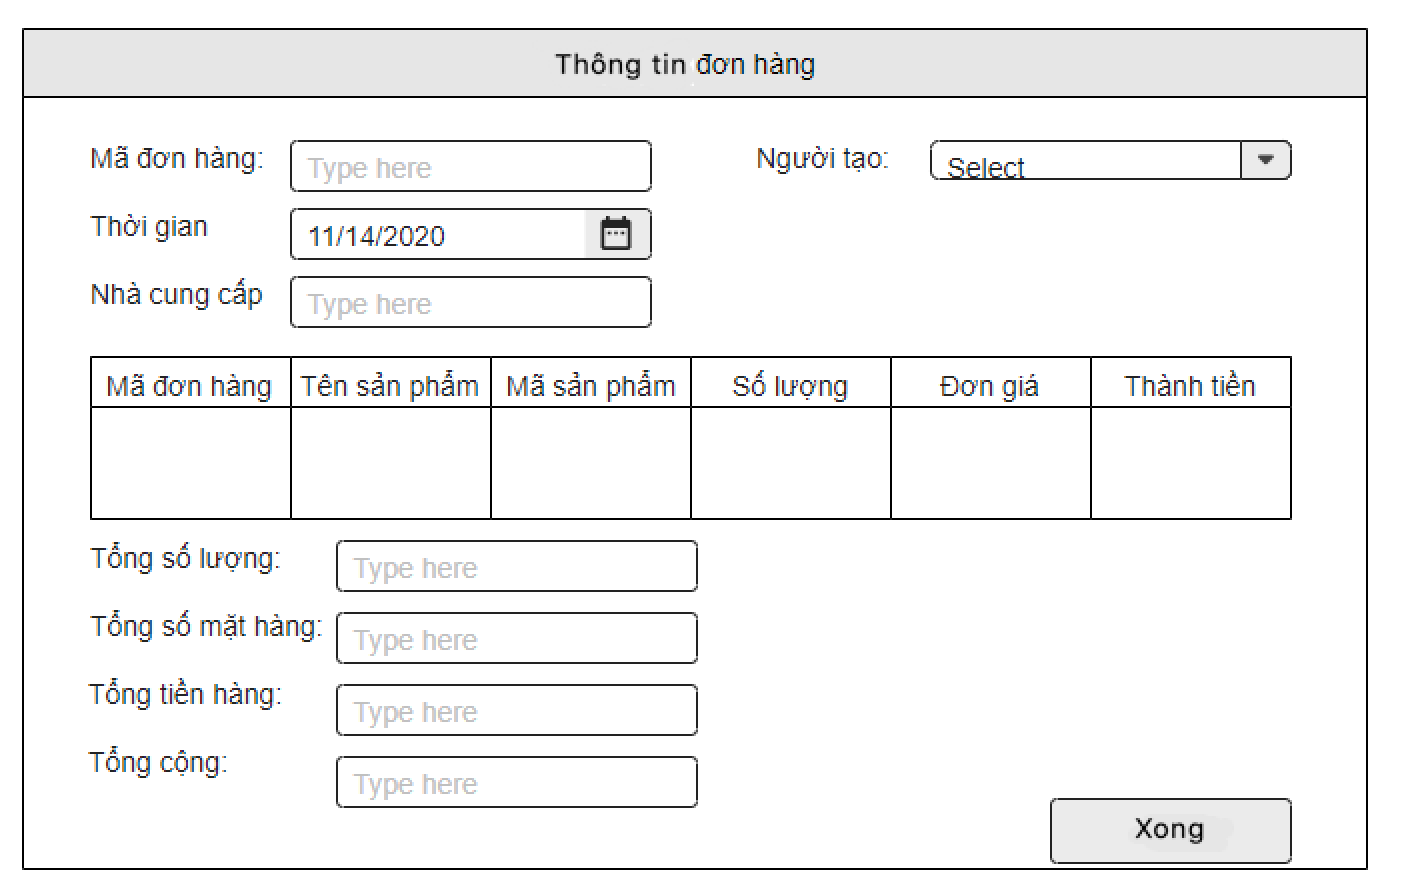 Thông tin đơn hàng
Mã đơn hàng: Type here Người tạo: Select
Thời gian 11/14/2020
Nhà cung cấp Type here
Mã đơn hàng Tên sản phẩm Mã sản phẩm Số lượng Đơn giá Thành tiền
Tổng số lượng: Type here
Tổng số mặt hàng: Type here
Tổng tiền hàng: Type here
Tổng cộng: Type here
Xong